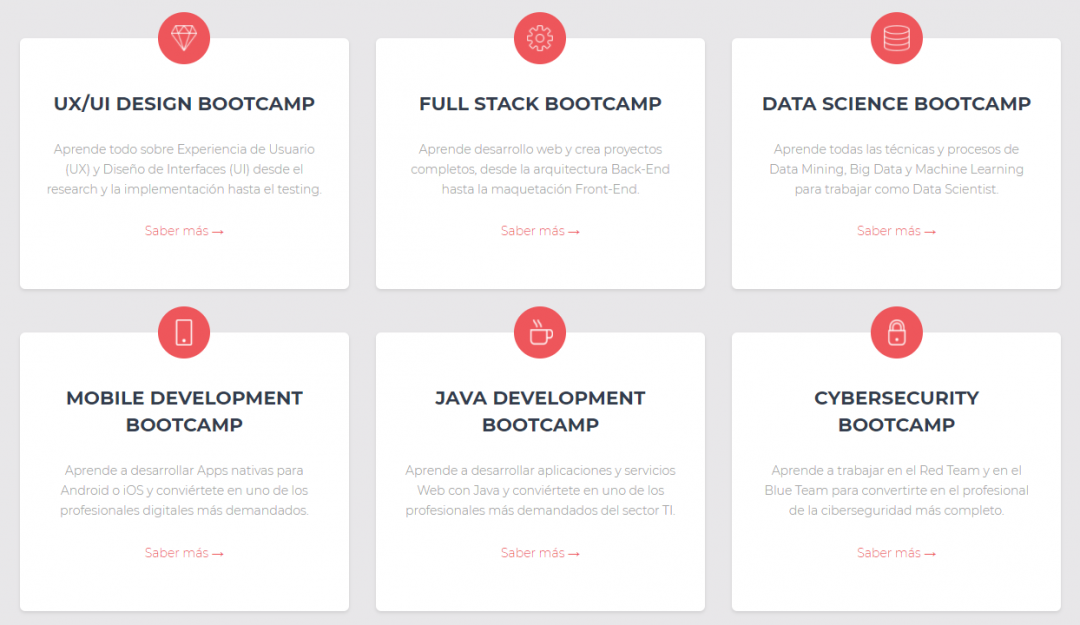 UX/UI DESIGN BOOTCAMP
Aprende todo sobre Experiencia de Usuario
(UX) y Diseño de Interfaces (UI) desde el
research y la implementación hasta el testing.
Saber más →
FULL STACK BOOTCAMP
Aprende desarrollo web y crea proyectos
completos, desde la arquitectura Back-End
hasta la maquetación Front-End.
Saber más →
DATA SCIENCE BOOTCAMP
Aprende todas las técnicas y procesos de
Data Mining, Big Data y Machine Learning
para trabajar como Data Scientist.
Saber más →
MOBILE DEVELOPMENT
BOOTCAMP
Aprende a desarrollar Apps nativas para
Android o iOS y conviértete en uno de los
profesionales digitales más demandados.
Saber más →
JAVA DEVELOPMENT
BOOTCAMP
Aprende a desarrollar aplicaciones y servicios
Web con Java y conviértete en uno de los
profesionales más demandados del sector TI.
Saber más →
CYBERSECURITY
BOOTCAMP
Aprende a trabajar en el Red Team y en el
Blue Team para convertirte en el profesional
de la ciberseguridad más completo.
Saber más →